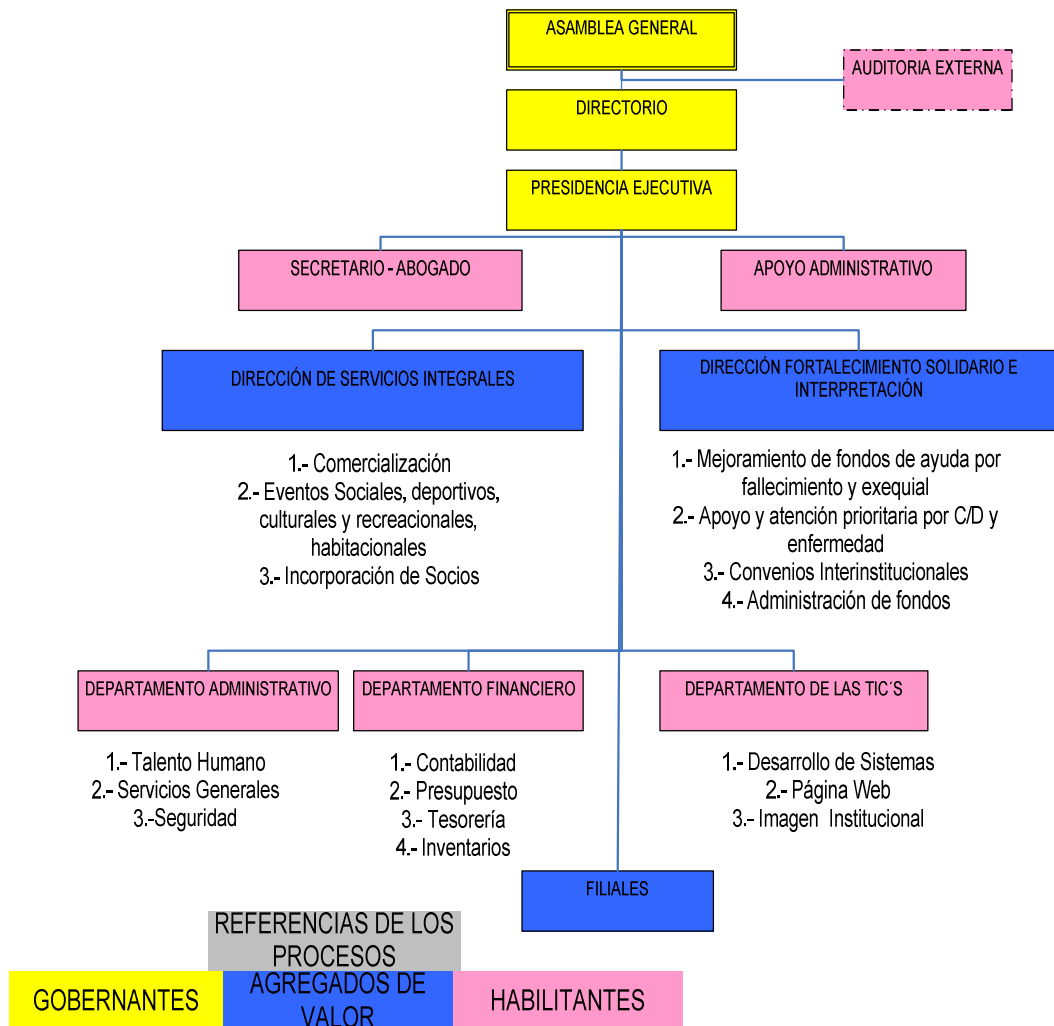 ASAMBLEA GENERAL
AUDITORIA EXTERNA
DIRECTORIO
PRESIDENCIA EJECUTIVA
SECRETARIO - ABOGADO
APOYO ADMINISTRATIVO
DIRECCIÓN DE SERVICIOS INTEGRALES
DIRECCIÓN FORTALECIMIENTO SOLIDARIO E
INTERPRETACIÓN
1.- Comercialización
2.- Eventos Sociales, deportivos,
culturales y recreacionales,
habitacionales
3.- Incorporación de Socios
1.- Mejoramiento de fondos de ayuda por
fallecimiento y exequial
2.- Apoyo y atención prioritaria por C/D y
enfermedad
3.- Convenios Interinstitucionales
4.- Administración de fondos
DEPARTAMENTO ADMINISTRATIVO
DEPARTAMENTO FINANCIERO
DEPARTAMENTO DE LAS TIC´S
1.- Talento Humano
2.- Servicios Generales
3.-Seguridad
1.- Contabilidad
2.- Presupuesto
3.- Tesorería
4.- Inventarios
1.- Desarrollo de Sistemas
2.- Página Web
3.- Imagen Institucional
FILIALES
REFERENCIAS DE LOS
PROCESOS
GOBERNANTES
AGREGADOS DE
VALOR
HABILITANTES